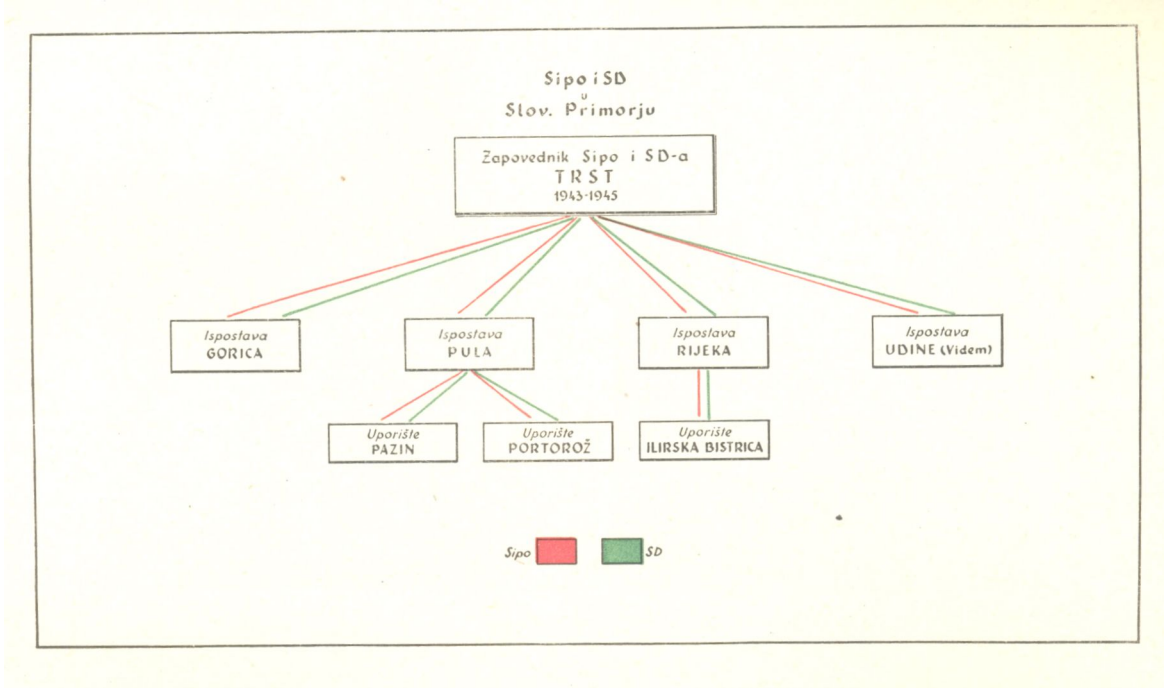 Sipo i SD
u
Slov. Primorju
Zapovednik Sipo i SD-a
TRST
1943-1945
Ispostava
GORICA
Ispostava
PULA
Ispostava
RIJEKA
Ispostava
UDINE (Videm)
Uporište
PAZIN
Uporište
PORTOROŽ
Uporište
ILIRSKA BISTRICA
Sipo
SD